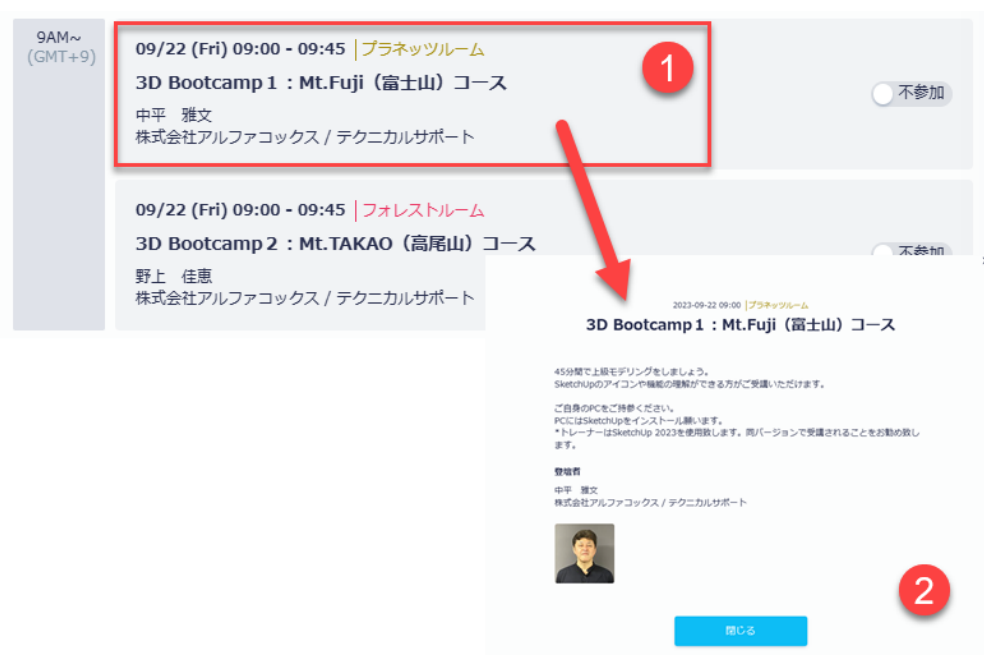 9AM~
(GMT+9)
09/22 (Fri) 09:00 - 09:45 | プラネッツルーム
3D Bootcamp 1：Mt.Fuji（富士山）コース
中平　雅文
株式会社アルファコックス / テクニカルサポート
不参加
1
09/22 (Fri) 09:00 - 09:45 | フォレストルーム
3D Bootcamp 2：Mt.TAKAO（高尾山）コース
野上　佳恵
株式会社アルファコックス / テクニカルサポート
不参加
2023-09-22 09:00 | プラネッツルーム
3D Bootcamp 1：Mt.Fuji（富士山）コース
45分間で上級モデリングをしましょう。
SketchUpのアイコンや機能の理解ができる方がご受講いただけます。
ご自身のPCをご持参ください。
PCにはSketchUpをインストール願います。
*トレーナーはSketchUp 2023を使用致します。同バージョンで受講されることをお勧め致し
ます。
登壇者
中平　雅文
株式会社アルファコックス / テクニカルサポート
2
閉じる